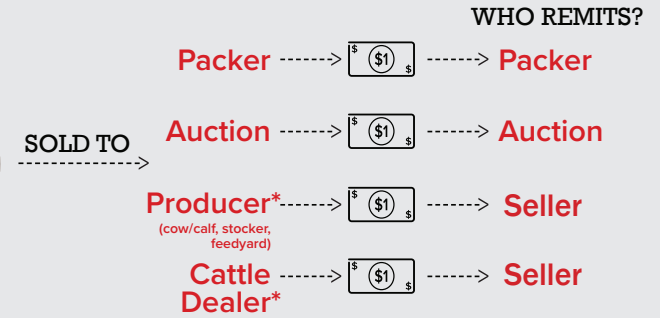 WHO REMITS?
Packer $ $1 $ Packer
SOLD TO
Auction $ $1 $ Auction
Producer* $ $1 $ Seller
(cow/calf, stocker,
feedyard)
Cattle $ $1 $ Seller
Dealer*